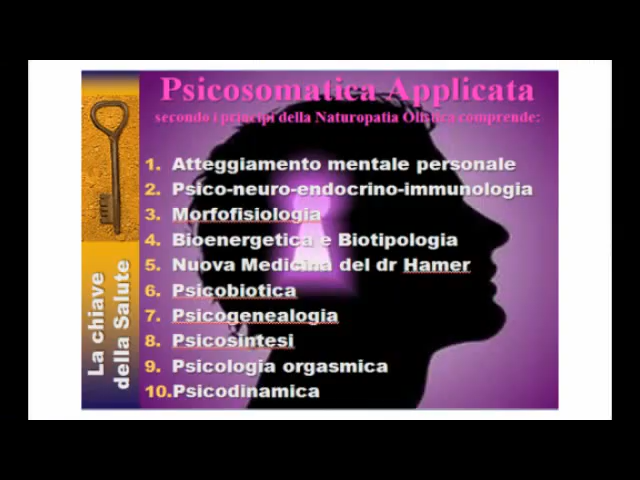 Psicosomatica Applicata
secondo i principi della Naturopatia Olistica comprende:
1. Atteggiamento mentale personale
2. Psico-neuro-endocrino-immunologia
3. Morfofisiologia
4. Bioenergetica e Biotipologia
5. Nuova Medicina del dr Hamer
6. Psicobiotica
7. Psicogenealogia
8. Psicosintesi
9. Psicologia orgasmica
10.Psicodinamica
La chiave
della Salute